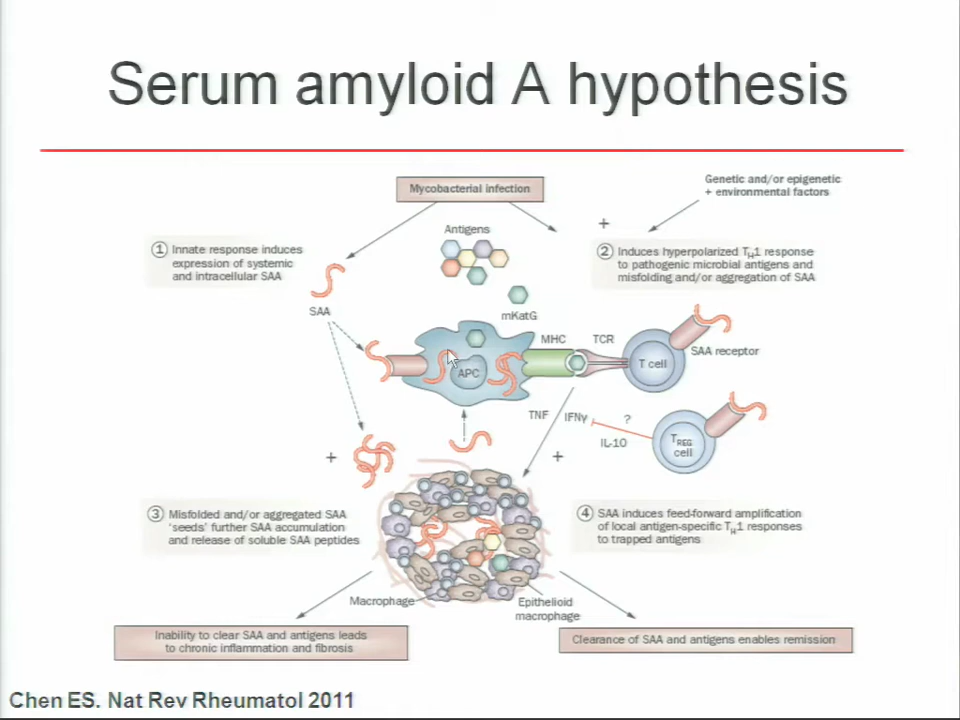 Serum amyloid A hypothesis
Mycobacterial infection
Genetic and/or epigenetic
+ environmental factors
+
Antigens
1 Innate response induces
expression of systemic
and intracellular SAA
2 Induces hyperpolarized TH1 response
to pathogenic microbial antigens and
misfolding and/or aggregation of SAA
SAA
mKatG
MHC
TCR
SAA receptor
APC
T cell
TNF
IFNγ
?
IL-10
TREG
cell
+
+
3 Misfolded and/or aggregated SAA
'seeds' further SAA accumulation
and release of soluble SAA peptides
4 SAA induces feed-forward amplification
of local antigen-specific TH1 responses
to trapped antigens
Macrophage
Epithelioid
macrophage
Inability to clear SAA and antigens leads
to chronic inflammation and fibrosis
Clearance of SAA and antigens enables remission
Chen ES. Nat Rev Rheumatol 2011